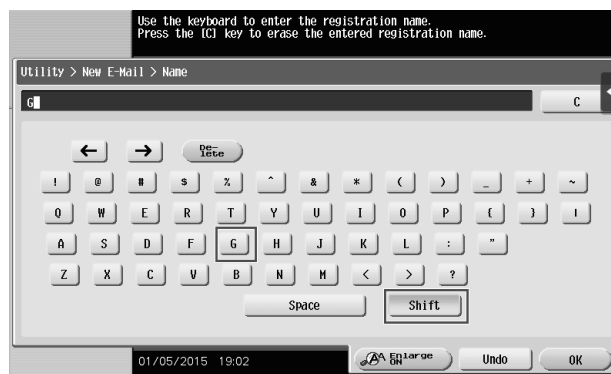 Use the keyboard to enter the registration name.
Press the [C] key to erase the entered registration name.
Utility > New E-Mail > Name
G
C
← → De-
lete
! @ # $ % ^ & * ( ) _ + ~
Q W E R T Y U I O P { } |
A S D F G H J K L : "
Z X C V B N M < > ?
Space Shift
01/05/2015 19:02
AA Enlarge
ON
Undo
OK